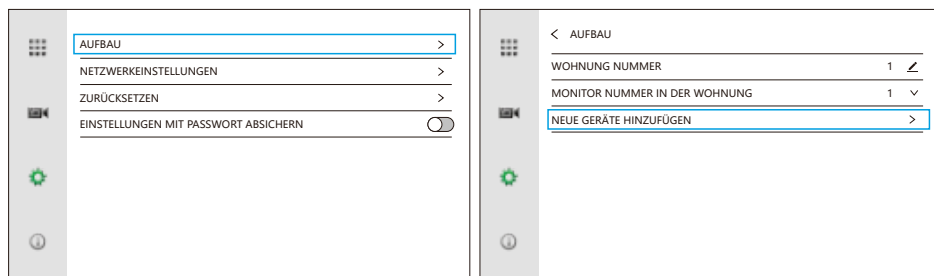 AUFBAU
NETZWERKEINSTELLUNGEN
ZURÜCKSETZEN
EINSTELLUNGEN MIT PASSWORT ABSICHERN
AUFBAU
WOHNUNG NUMMER 1
MONITOR NUMMER IN DER WOHNUNG 1
NEUE GERÄTE HINZUFÜGEN